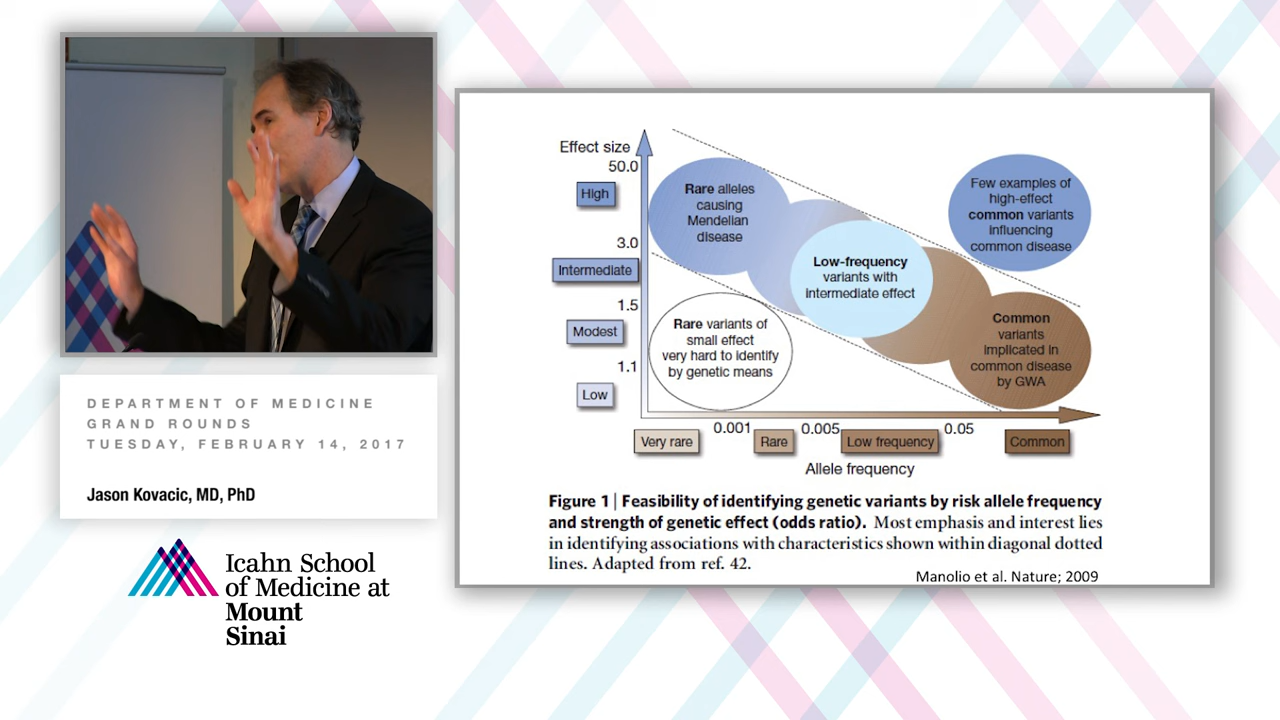 DEPARTMENT OF MEDICINE
GRAND ROUNDS
TUESDAY, FEBRUARY 14, 2017
Jason Kovacic, MD, PhD
Icahn School
of Medicine at
Mount
Sinai
Effect size
50.0
High
3.0
Intermediate
1.5
Modest
1.1
Low
Rare alleles
causing
Mendelian
disease
Few examples of
high-effect
common variants
influencing
common disease
Low-frequency
variants with
intermediate effect
Rare variants of
small effect
very hard to identify
by genetic means
Common
variants
implicated in
common disease
by GWA
0.001
0.005
0.05
Very rare
Rare
Low frequency
Common
Allele frequency
Figure 1 | Feasibility of identifying genetic variants by risk allele frequency
and strength of genetic effect (odds ratio). Most emphasis and interest lies
in identifying associations with characteristics shown within diagonal dotted
lines. Adapted from ref. 42.
Manolio et al. Nature; 2009